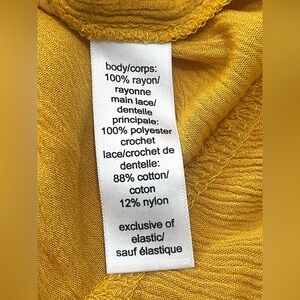 body/corps:
100% rayon/
rayonne
main lace/
dentelle
principale:
100% polyester
crochet
lace/crochet de
dentelle:
88% cotton/
coton
12% nylon
exclusive of
elastic/
sauf élastique